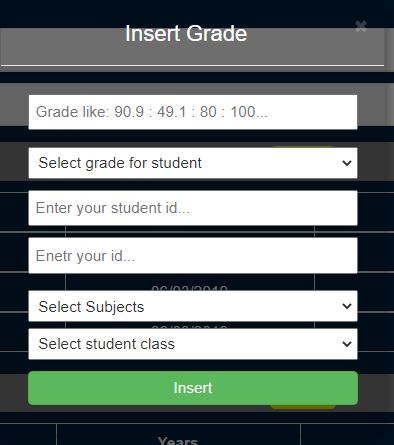 Insert Grade
×
Grade like: 90.9 : 49.1 : 80 : 100...
Select grade for student
Enter your student id...
Enetr your id...
Select Subjects
Select student class
Insert
Years